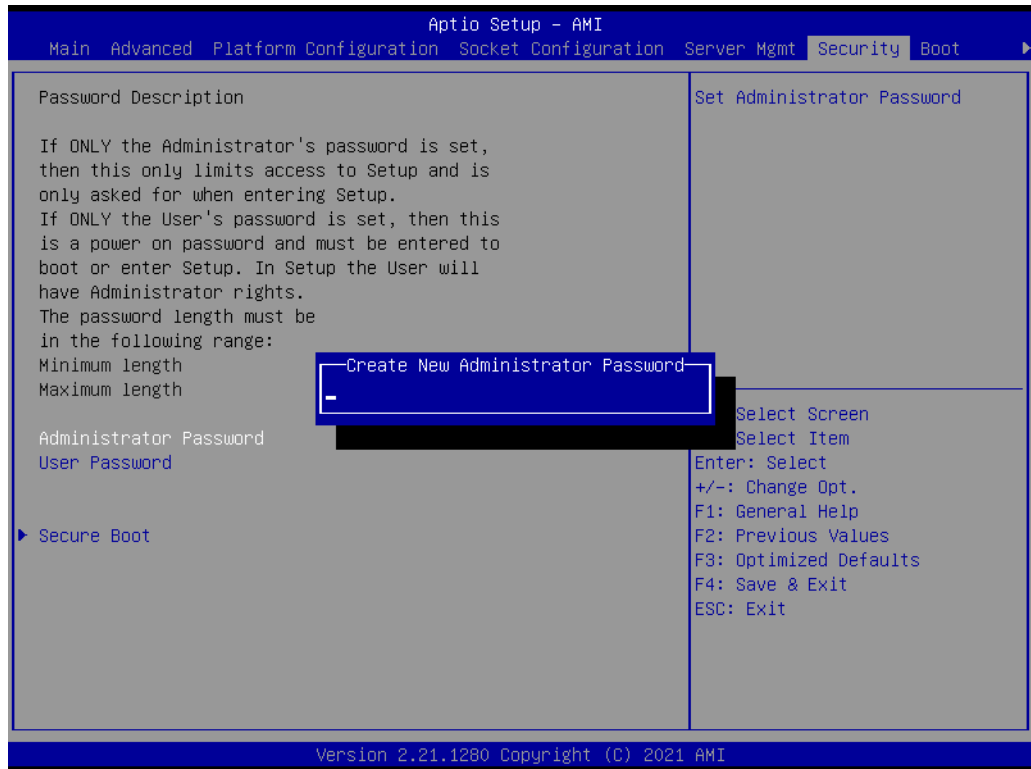 Aptio Setup – AMI
Main Advanced Platform Configuration Socket Configuration Server Mgmt Security Boot
Password Description
If ONLY the Administrator's password is set,
then this only limits access to Setup and is
only asked for when entering Setup.
If ONLY the User's password is set, then this
is a power on password and must be entered to
boot or enter Setup. In Setup the User will
have Administrator rights.
The password length must be
in the following range:
Minimum length
Maximum length
Administrator Password
User Password
Secure Boot
Create New Administrator Password
Set Administrator Password
Select Screen
Select Item
Enter: Select
+/-: Change Opt.
F1: General Help
F2: Previous Values
F3: Optimized Defaults
F4: Save & Exit
ESC: Exit
Version 2.21.1280 Copyright (C) 2021 AMI